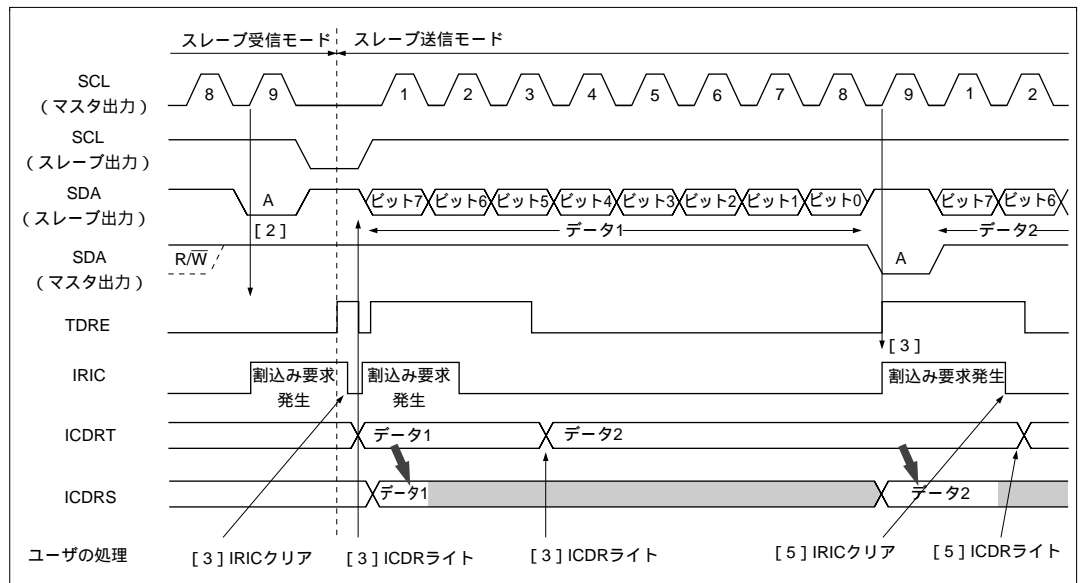 スレーブ受信モード スレーブ送信モード
SCL
（マスタ出力） 8 9 1 2 3 4 5 6 7 8 9 1 2
SCL
（スレーブ出力）
SDA
（スレーブ出力） A ビット7 ビット6 ビット5 ビット4 ビット3 ビット2 ビット1 ビット0 ビット7 ビット6
[2] データ1 データ2
SDA
（マスタ出力） R/W̅ A
TDRE
[3]
IRIC 割込み要求 割込み要求 割込み要求発生
発生 発生
ICDRT データ1 データ2
ICDRS データ1 データ2
ユーザの処理 [3] IRICクリア [3] ICDRライト [3] ICDRライト [5] IRICクリア [5] ICDRライト